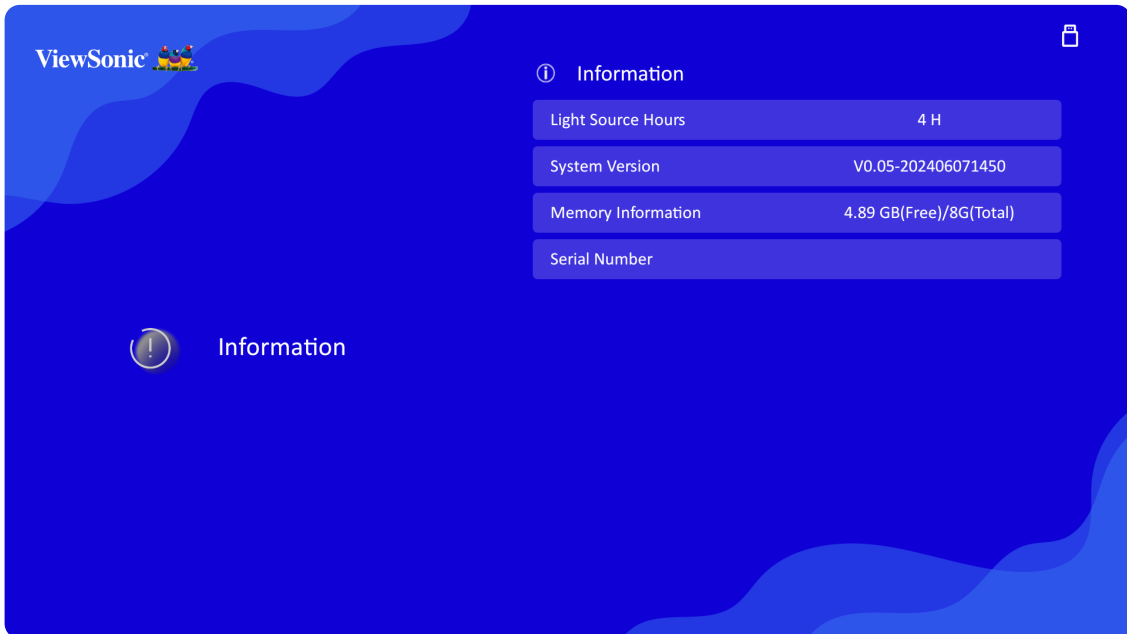 ViewSonic®
Information
Light Source Hours 4 H
System Version V0.05-202406071450
Memory Information 4.89 GB(Free)/8G(Total)
Serial Number
! Information